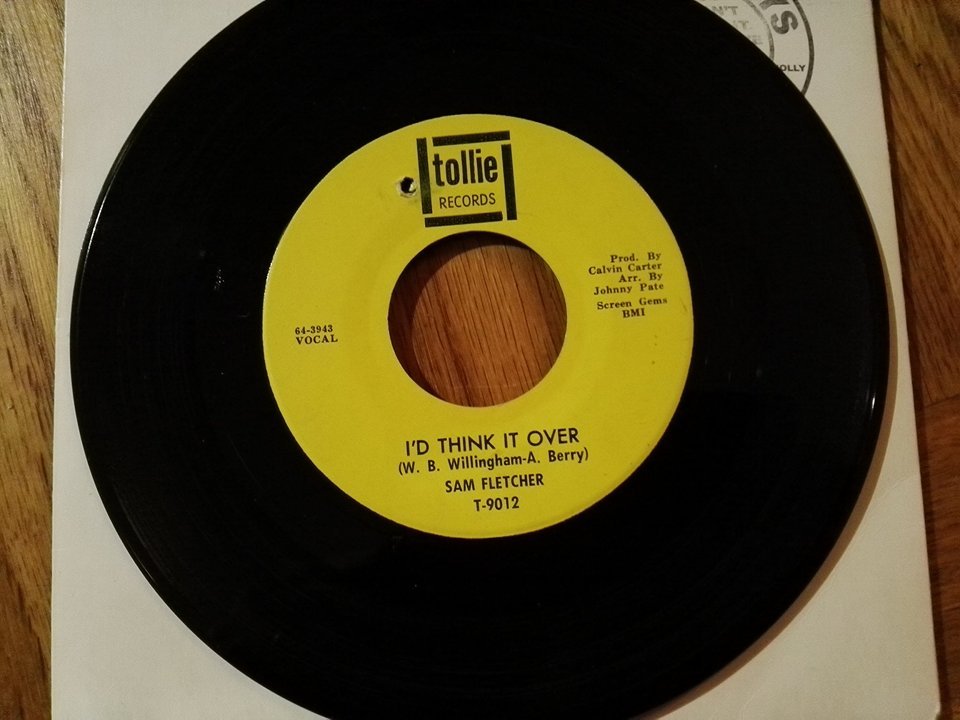 tollie
RECORDS
Prod. By
Calvin Carter
Arr. By
Johnny Pate
Screen Gems
BMI
64-3943
VOCAL
I'D THINK IT OVER
(W. B. Willingham-A. Berry)
SAM FLETCHER
T-9012